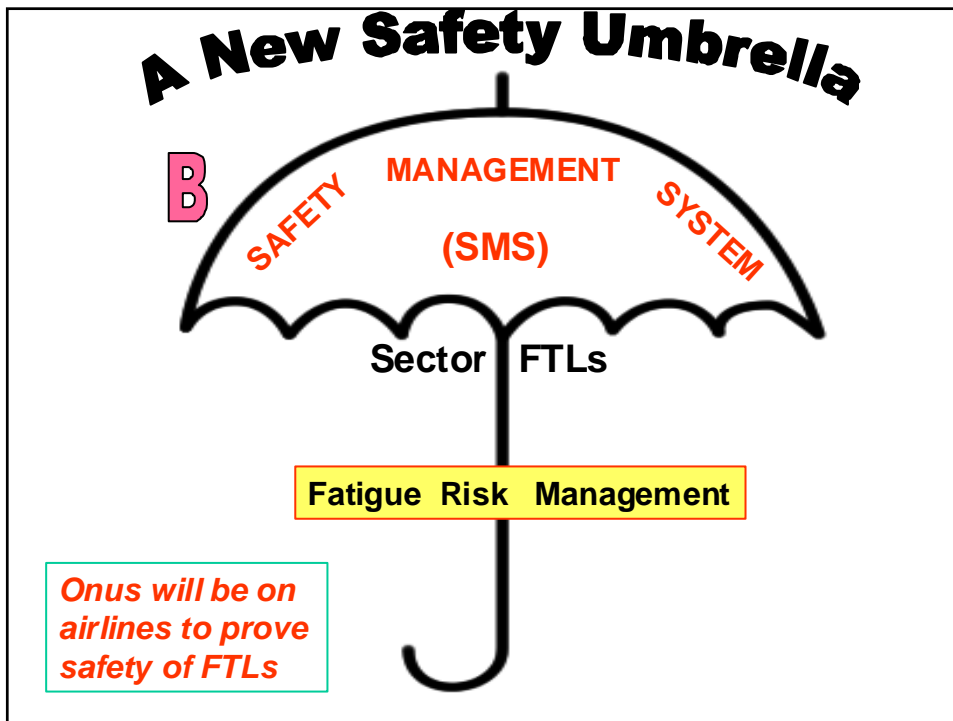 A New Safety Umbrella
B
SAFETY MANAGEMENT SYSTEM
(SMS)
Sector FTLs
Fatigue Risk Management
Onus will be on
airlines to prove
safety of FTLs